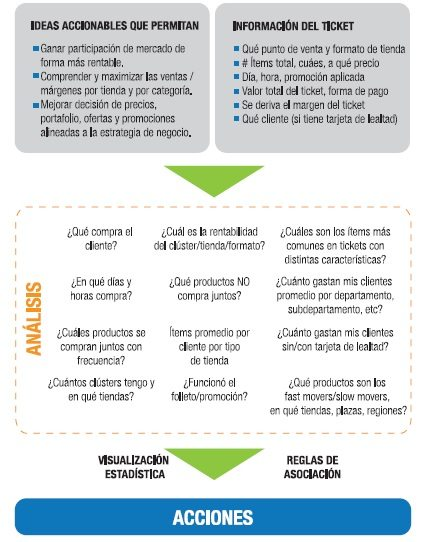 IDEAS ACCIONABLES QUE PERMITAN
Ganar participación de mercado de
forma más rentable.
Comprender y maximizar las ventas /
márgenes por tienda y por categoría.
Mejorar decisión de precios,
portafolio, ofertas y promociones
alineadas a la estrategia de negocio.
INFORMACIÓN DEL TICKET
Qué punto de venta y formato de tienda
# Ítems total, cuáes, a qué precio
Día, hora, promoción aplicada
Valor total del ticket, forma de pago
Se deriva el margen del ticket
Qué cliente (si tiene tarjeta de lealtad)
ANÁLISIS
¿Qué compra el
cliente?
¿Cuál es la rentabilidad
del clúster/tienda/formato?
¿Cuáles son los ítems más
comunes en tickets con
distintas características?
¿En qué días y
horas compra?
¿Qué productos NO
compra juntos?
¿Cuánto gastan mis clientes
promedio por departamento,
subdepartamento, etc?
¿Cuáles productos se
compran juntos con
frecuencia?
Ítems promedio por
cliente por tipo
de tienda
¿Cuánto gastan mis clientes
sin/con tarjeta de lealtad?
¿Cuántos clústers tengo y
en qué tiendas?
¿Funcionó el
folleto/promoción?
¿Qué productos son los
fast movers/slow movers,
en qué tiendas, plazas, regiones?
VISUALIZACIÓN
ESTADÍSTICA
REGLAS DE
ASOCIACIÓN
ACCIONES